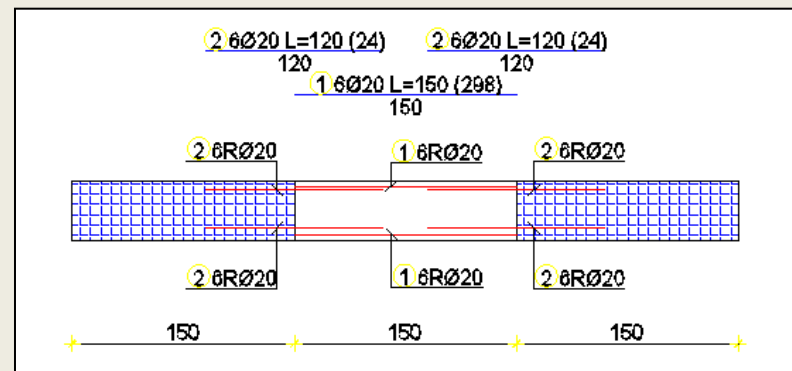 ② 6Ø20 L=120 (24) ② 6Ø20 L=120 (24)
120 120
① 6Ø20 L=150 (298)
150
② 6RØ20 ① 6RØ20 ② 6RØ20
② 6RØ20 ① 6RØ20 ② 6RØ20
150 150 150